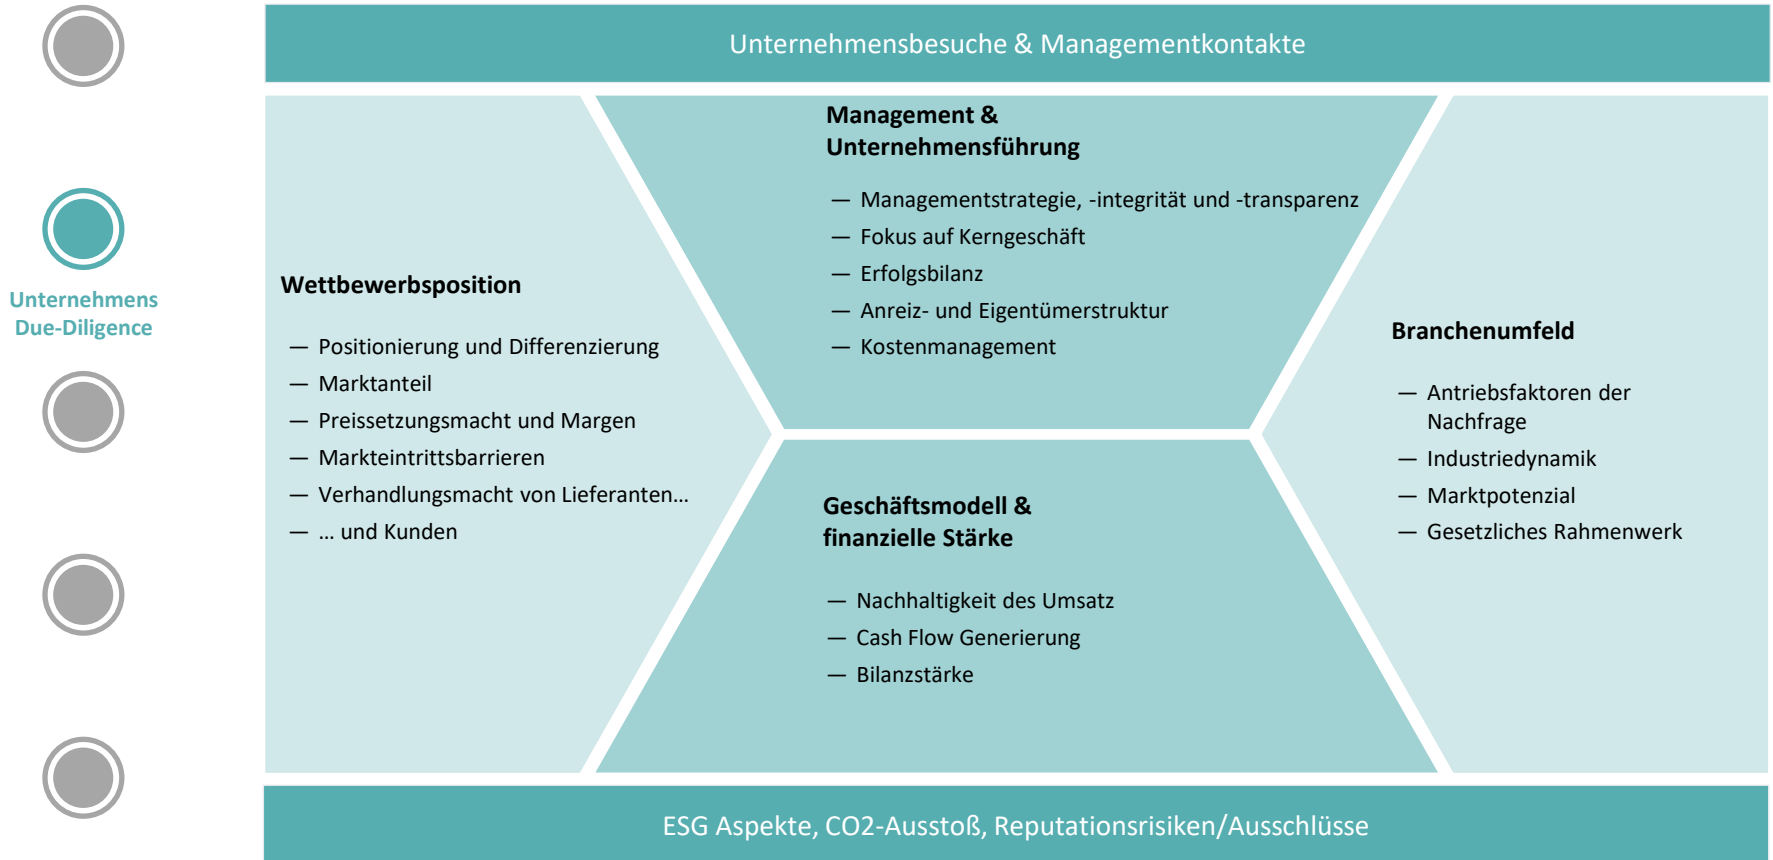 Unternehmensbesuche & Managementkontakte
Unternehmens
Due-Diligence
Wettbewerbsposition
— Positionierung und Differenzierung
— Marktanteil
— Preissetzungsmacht und Margen
— Markteintrittsbarrieren
— Verhandlungsmacht von Lieferanten...
— ... und Kunden
Management &
Unternehmensführung
— Managementstrategie, -integrität und -transparenz
— Fokus auf Kerngeschäft
— Erfolgsbilanz
— Anreiz- und Eigentümerstruktur
— Kostenmanagement
Geschäftsmodell &
finanzielle Stärke
— Nachhaltigkeit des Umsatz
— Cash Flow Generierung
— Bilanzstärke
Branchenumfeld
— Antriebsfaktoren der
Nachfrage
— Industriedynamik
— Marktpotenzial
— Gesetzliches Rahmenwerk
ESG Aspekte, CO2-Ausstoß, Reputationsrisiken/Ausschlüsse